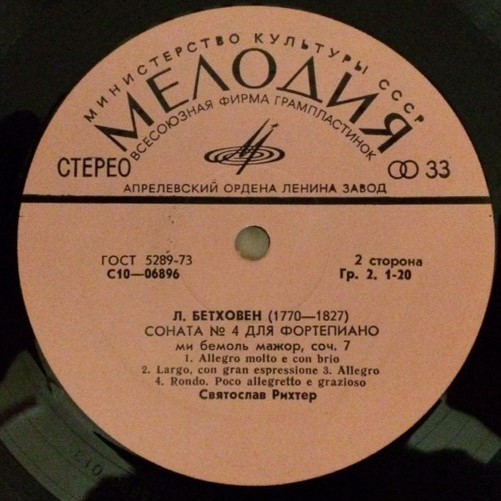 МИНИСТЕРСТВО КУЛЬТУРЫ СССР
МЕЛОДИЯ
ВСЕСОЮЗНАЯ ФИРМА ГРАМПЛАСТИНОК
СТЕРЕО 33
АПРЕЛЕВСКИЙ ОРДЕНА ЛЕНИНА ЗАВОД
ГОСТ 5289-73 2 сторона
С10—06896 Гр. 2. 1-20
Л. БЕТХОВЕН (1770—1827)
СОНАТА № 4 ДЛЯ ФОРТЕПИАНО
ми бемоль мажор, соч. 7
1. Allegro molto e con brio
2. Largo, con gran espressione 3. Allegro
4. Rondo. Poco allegretto e grazioso
Святослав Рихтер